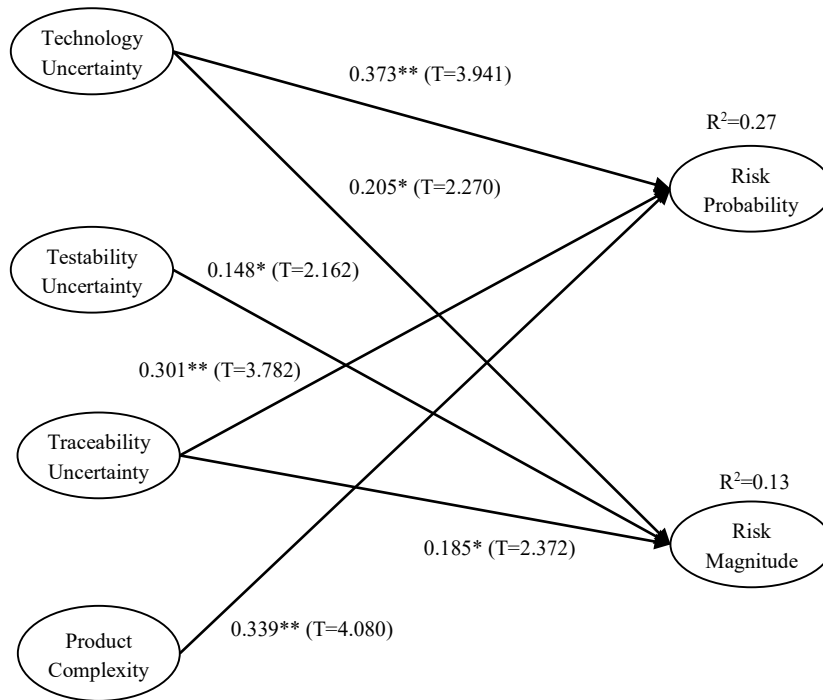 Technology
Uncertainty
0.373** (T=3.941)
R²=0.27
Risk
Probability
0.205* (T=2.270)
Testability
Uncertainty
0.148* (T=2.162)
0.301** (T=3.782)
Traceability
Uncertainty
R²=0.13
Risk
Magnitude
0.185* (T=2.372)
0.339** (T=4.080)
Product
Complexity